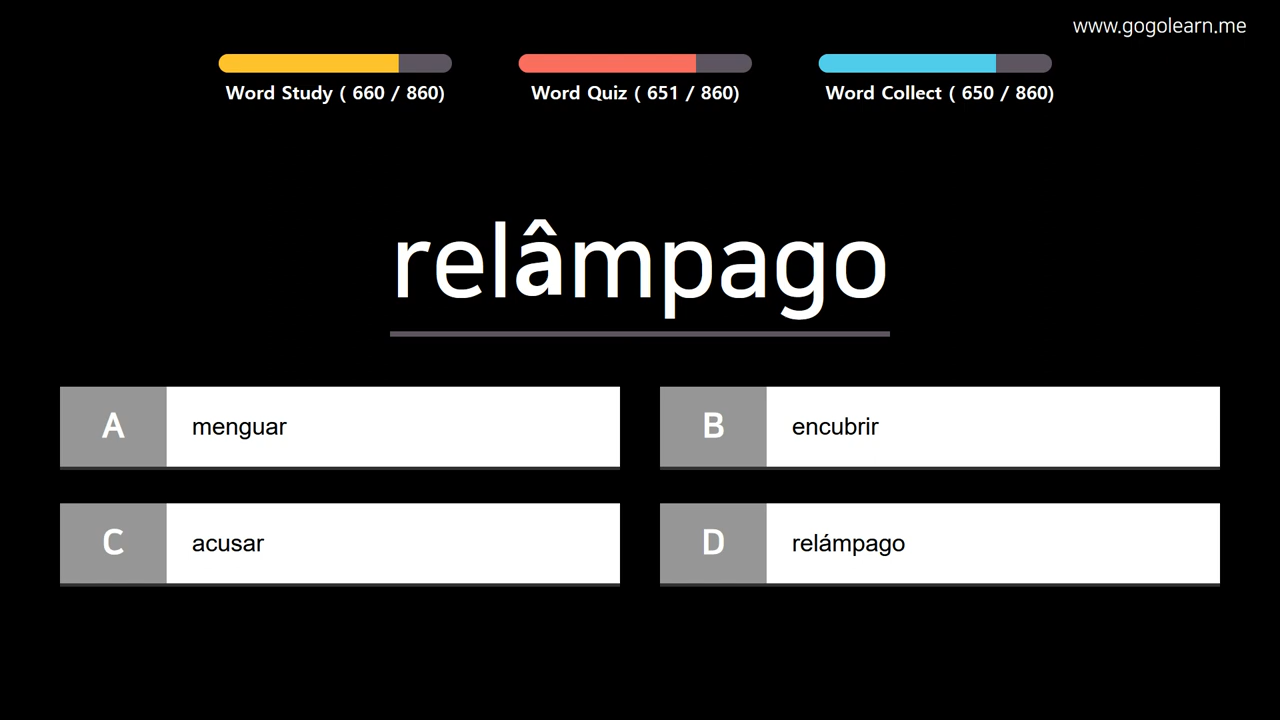 www.gogolearn.me
Word Study ( 660 / 860)
Word Quiz ( 651 / 860)
Word Collect ( 650 / 860)
relâmpago
A menguar
B encubrir
C acusar
D relámpago